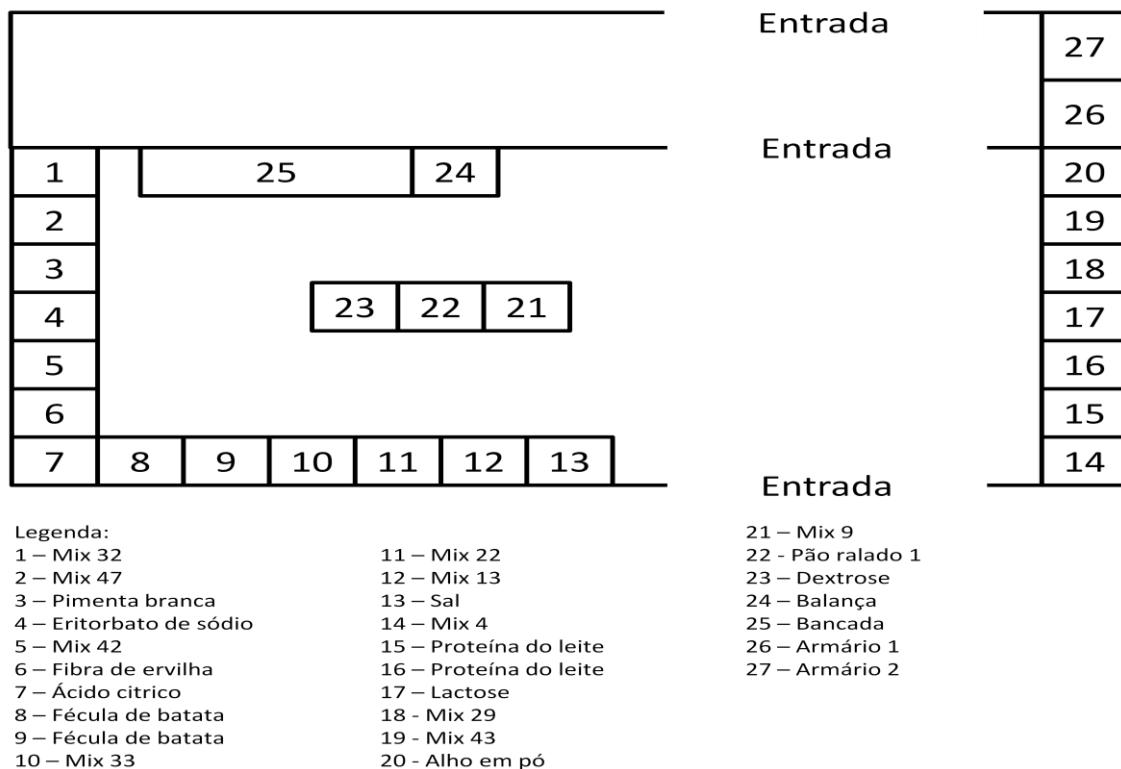 Entrada
27
26
Entrada
1
25
24
20
2
19
3
18
23
22
21
4
17
5
16
6
15
7
8
9
10
11
12
13
14
Entrada
Legenda:
1 – Mix 32
2 – Mix 47
3 – Pimenta branca
4 – Eritorbato de sódio
5 – Mix 42
6 – Fibra de ervilha
7 – Ácido citrico
8 – Fécula de batata
9 – Fécula de batata
10 – Mix 33
11 – Mix 22
12 – Mix 13
13 – Sal
14 – Mix 4
15 – Proteína do leite
16 – Proteína do leite
17 – Lactose
18 - Mix 29
19 - Mix 43
20 - Alho em pó
21 – Mix 9
22 - Pão ralado 1
23 – Dextrose
24 – Balança
25 – Bancada
26 – Armário 1
27 – Armário 2